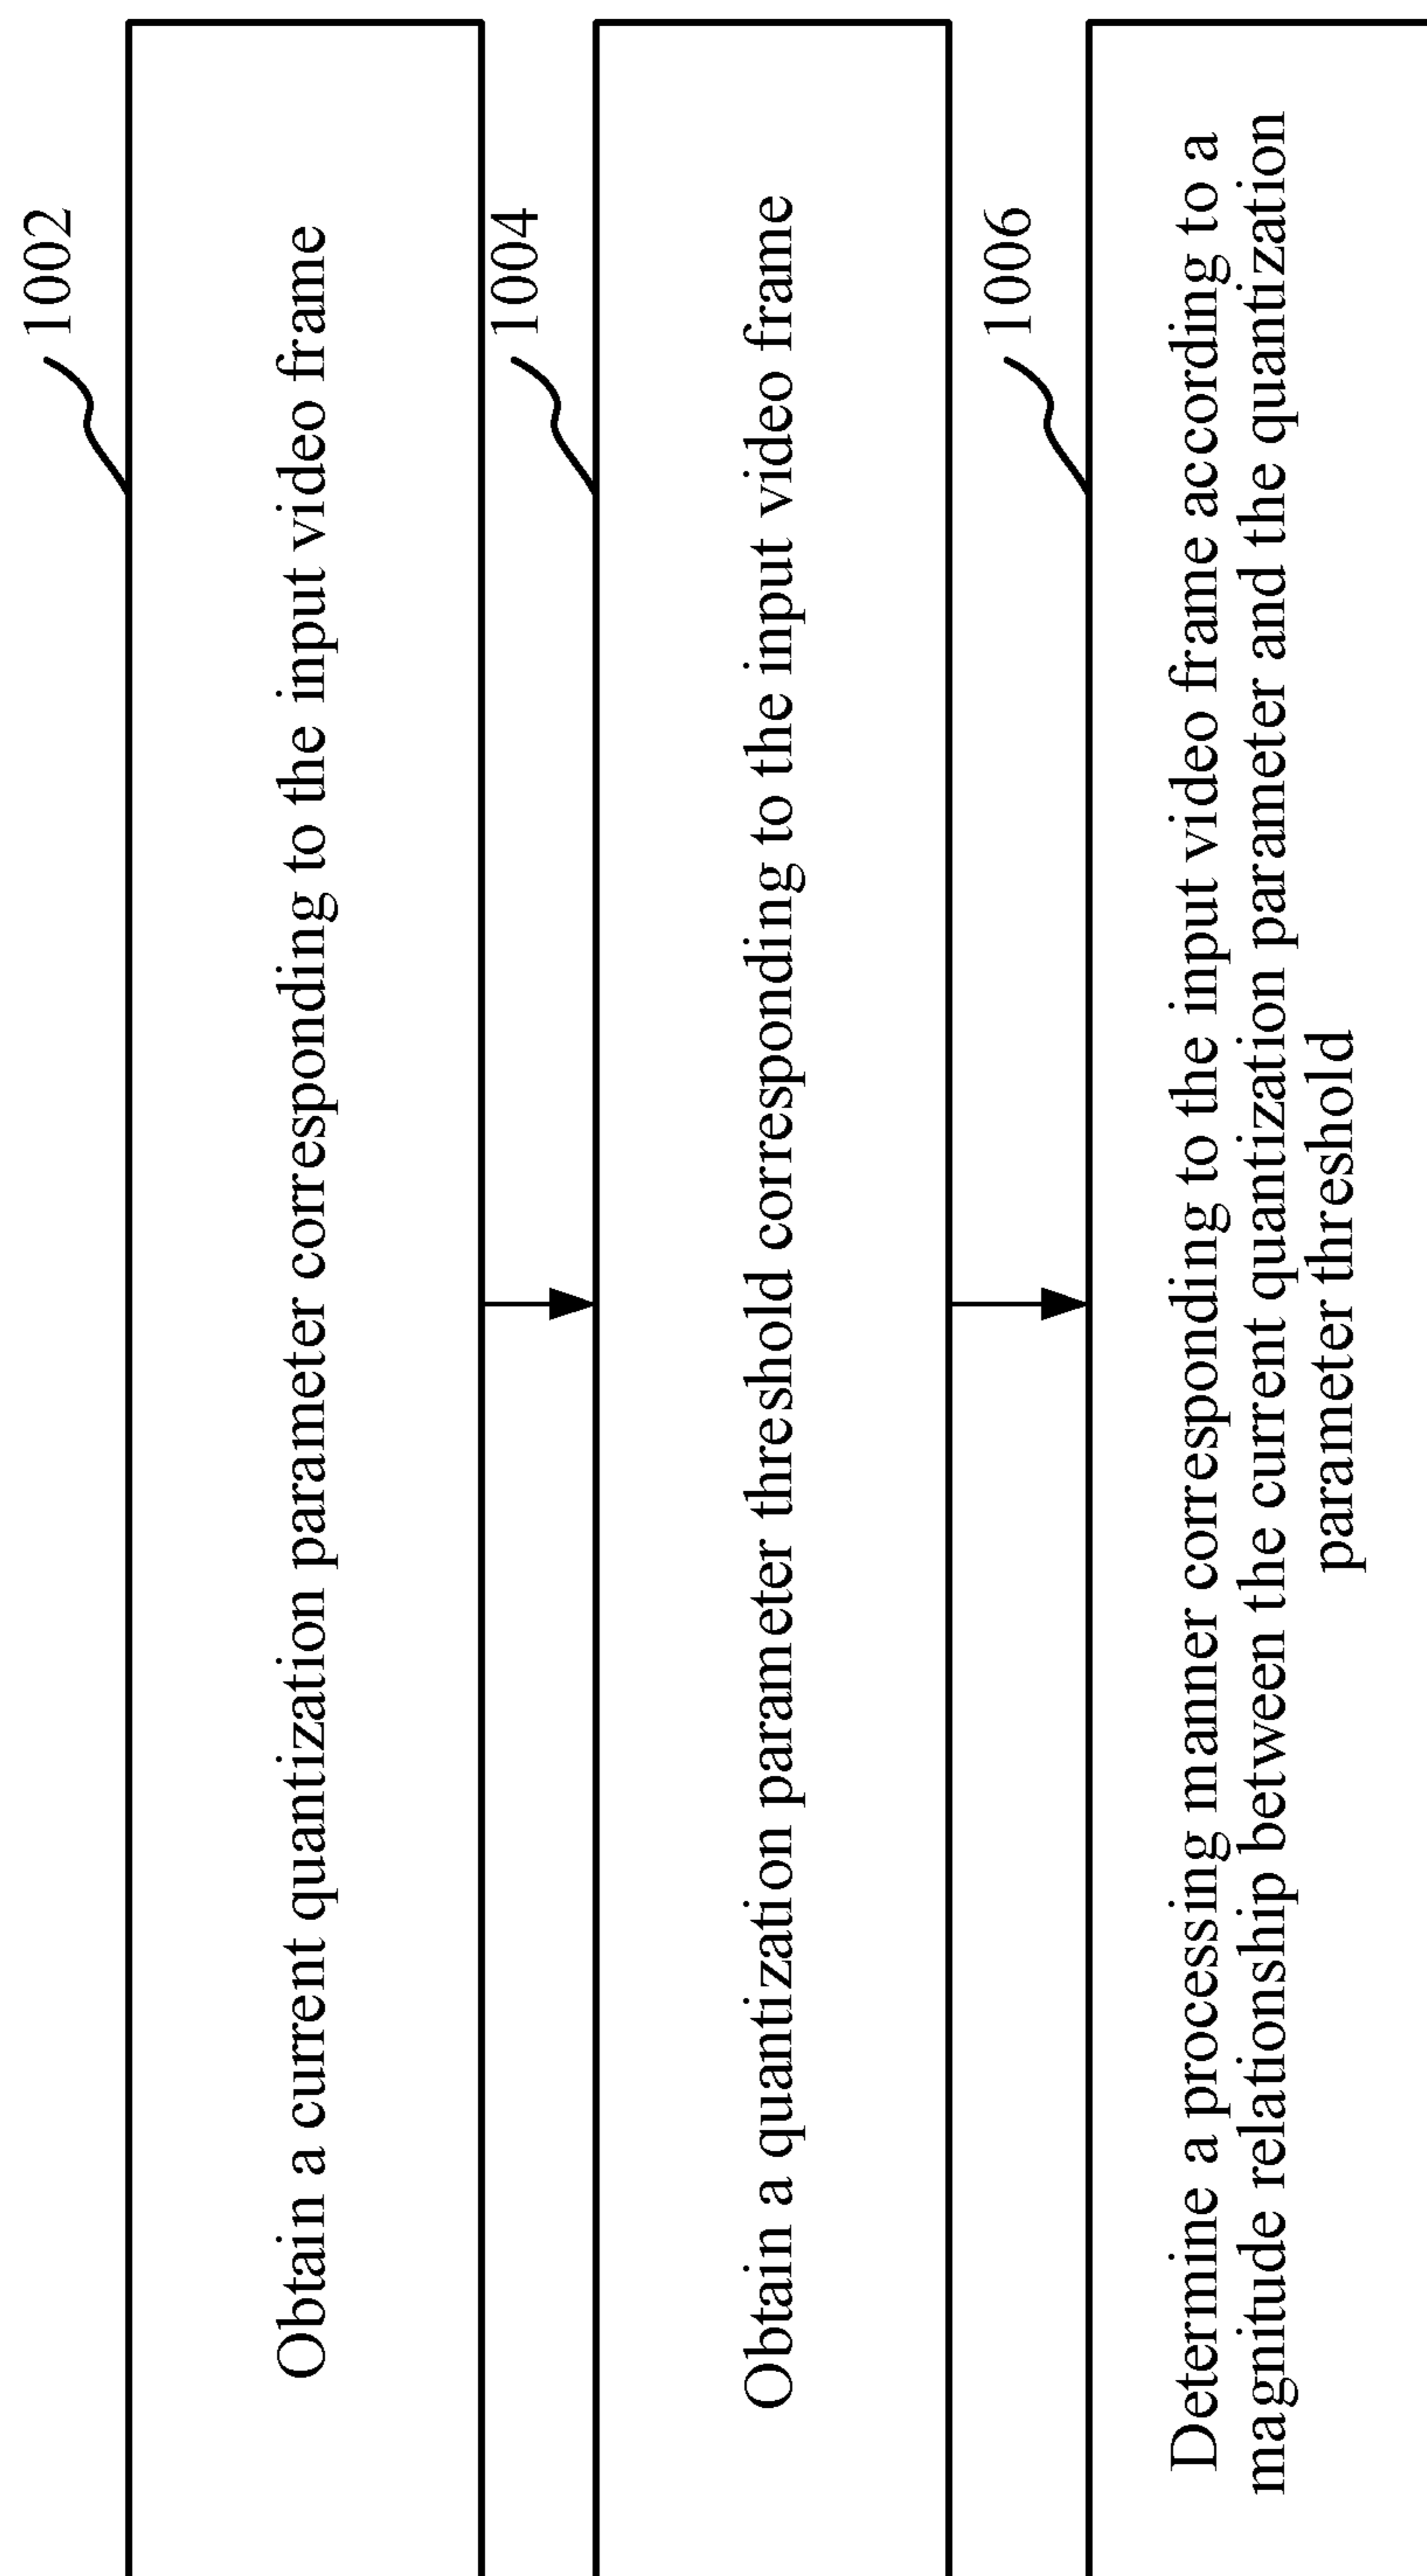 1002
Obtain a current quantization parameter corresponding to the input video frame
1004
Obtain a quantization parameter threshold corresponding to the input video frame
1006
Determine a processing manner corresponding to the input video frame according to a
magnitude relationship between the current quantization parameter and the quantization
parameter threshold